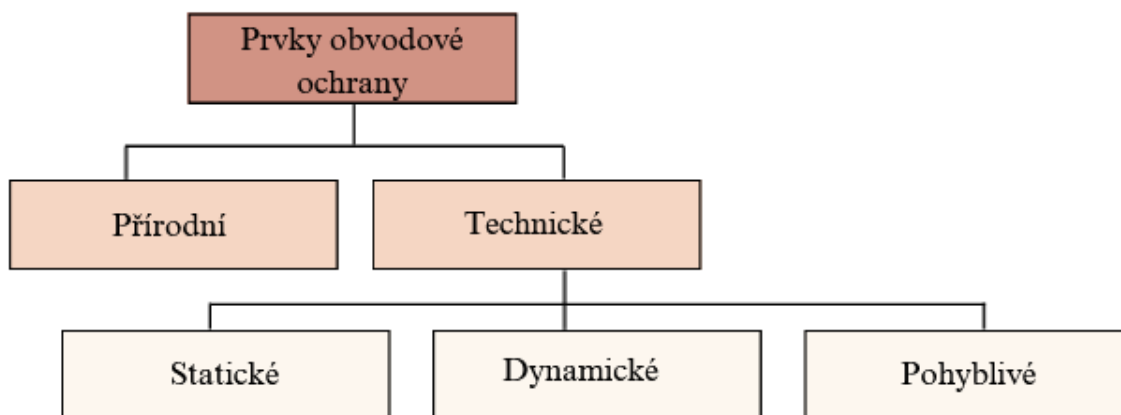 Prvky obvodové
ochrany
Přírodní
Technické
Statické
Dynamické
Pohyblivé